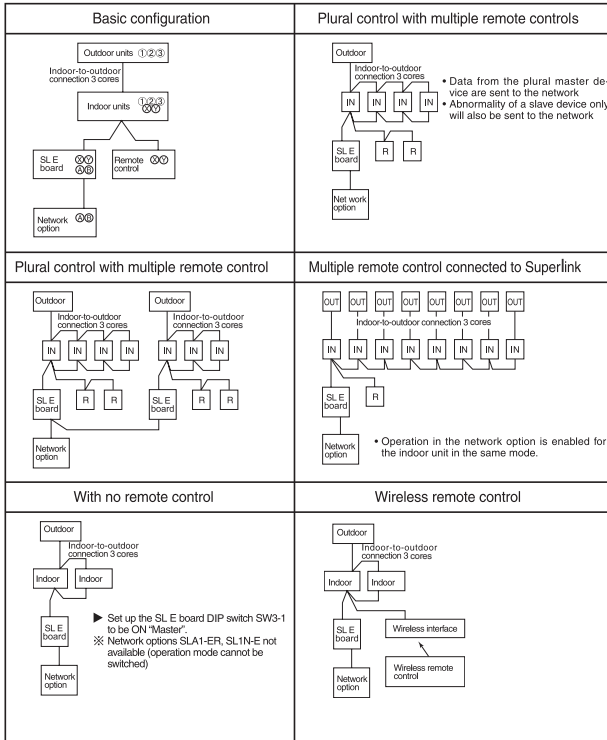 Basic configuration
Outdoor units ①②③
Indoor-to-outdoor
connection 3 cores
Indoor units ①②③
ⓍⓎ
SL E
board
ⓍⓎ
ⒶⒷ
Remote
control
ⓍⓎ
Network
option
ⒶⒷ
Plural control with multiple remote controls
Outdoor
Indoor-to-outdoor
connection 3 cores
IN IN IN IN
SL E
board
R R
Net work
option
• Data from the plural master de-
vice are sent to the network
• Abnormality of a slave device only
will also be sent to the network
Plural control with multiple remote control
Outdoor
Indoor-to-outdoor
connection 3 cores
IN IN IN IN
SL E
board
R R
Network
option
Outdoor
Indoor-to-outdoor
connection 3 cores
IN IN IN IN
SL E
board
R R
Multiple remote control connected to Superlink
OUT OUT OUT OUT OUT OUT OUT OUT
Indoor-to-outdoor connection 3 cores
IN IN IN IN IN IN IN IN
SL E
board
R
Network
option
• Operation in the network option is enabled for
the indoor unit in the same mode.
With no remote control
Outdoor
Indoor-to-outdoor
connection 3 cores
Indoor Indoor
SL E
board
Network
option
▶ Set up the SL E board DIP switch SW3-1
to be ON "Master".
※ Network options SLA1-ER, SL1N-E not
available (operation mode cannot be
switched)
Wireless remote control
Outdoor
Indoor-to-outdoor
connection 3 cores
Indoor Indoor
SL E
board
Wireless interface
Network
option
Wireless remote
control